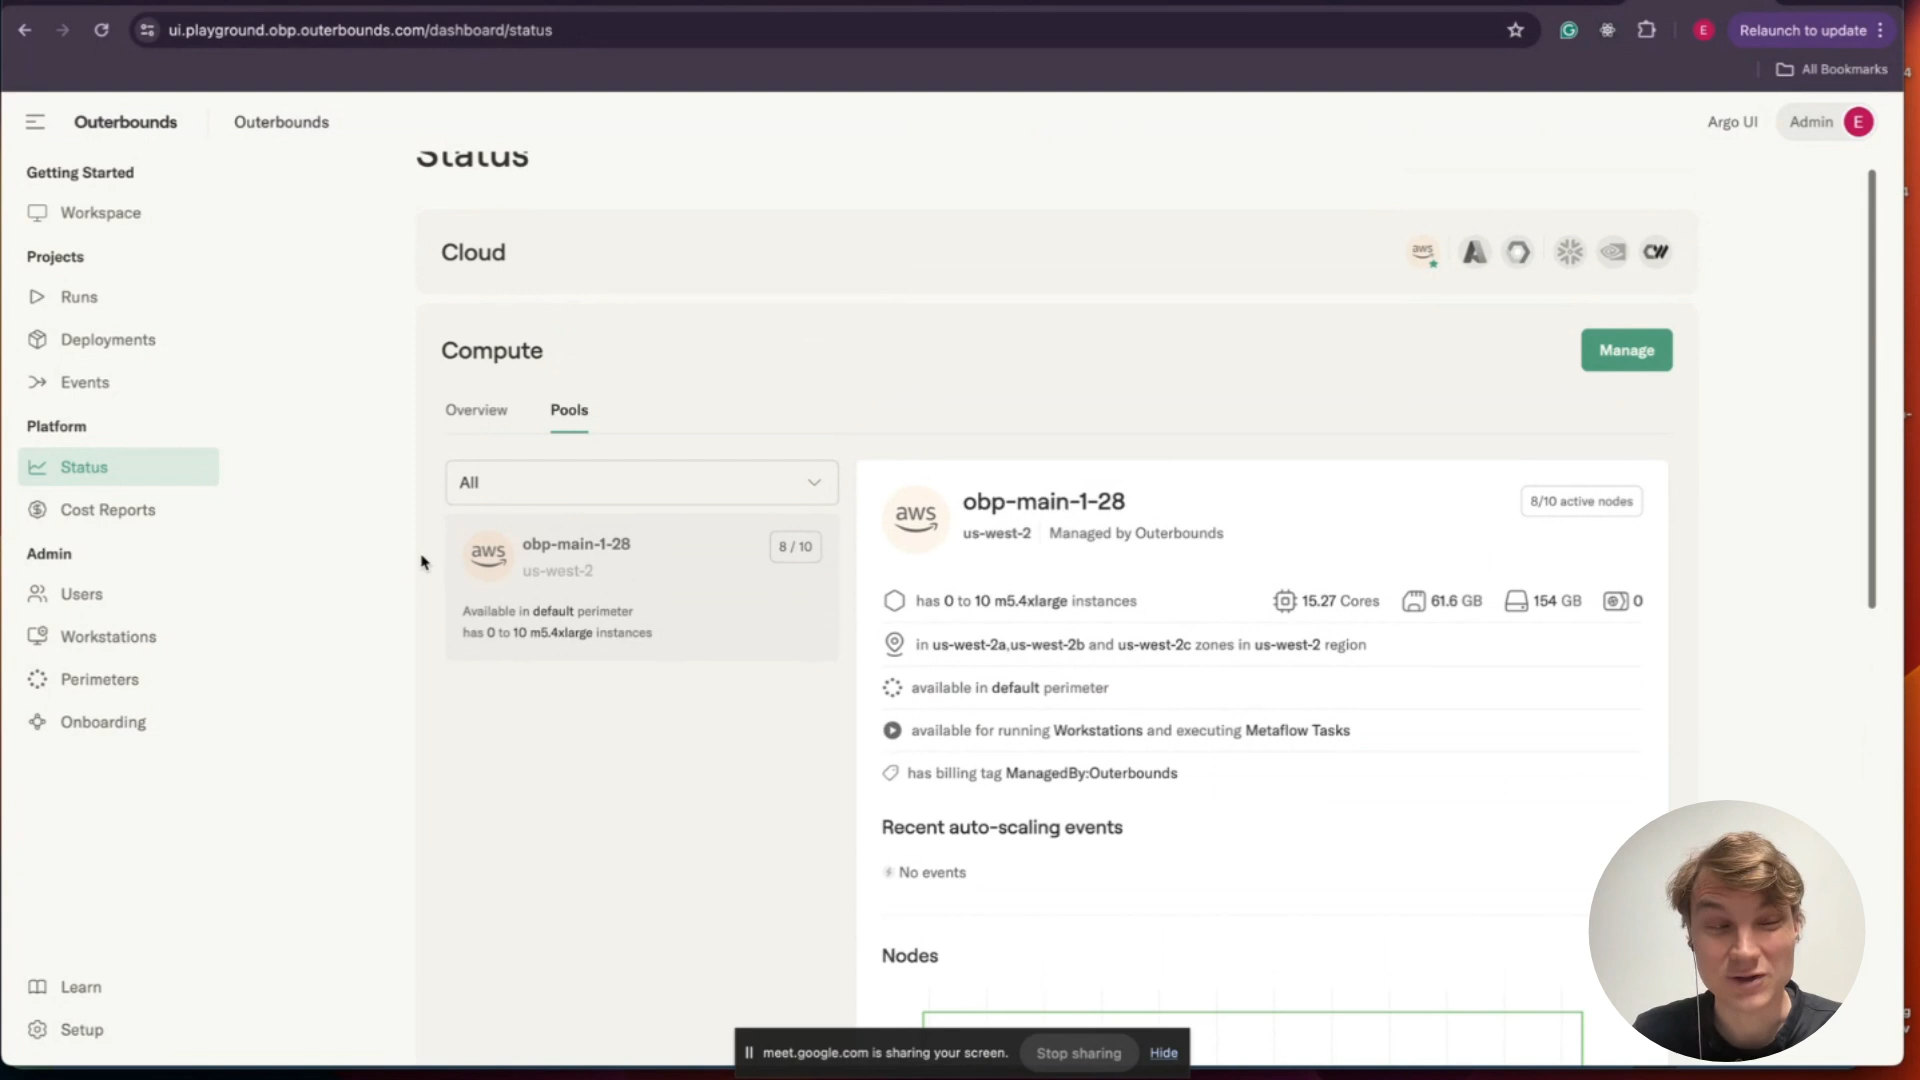 ui.playground.obp.outerbounds.com/dashboard/status
E
Relaunch to update
All Bookmarks
Outerbounds
Outerbounds
Argo UI
Admin
E
Getting Started
Workspace
Projects
Runs
Deployments
Events
Platform
Status
Cost Reports
Admin
Users
Workstations
Perimeters
Onboarding
Learn
Setup
Status
Cloud
aws
Compute
Manage
Overview
Pools
All
aws
obp-main-1-28
us-west-2
8 / 10
Available in default perimeter
has 0 to 10 m5.4xlarge instances
aws
obp-main-1-28
us-west-2
Managed by Outerbounds
8/10 active nodes
has 0 to 10 m5.4xlarge instances
15.27 Cores
61.6 GB
154 GB
0
in us-west-2a,us-west-2b and us-west-2c zones in us-west-2 region
available in default perimeter
available for running Workstations and executing Metaflow Tasks
has billing tag ManagedBy:Outerbounds
Recent auto-scaling events
No events
Nodes
meet.google.com is sharing your screen.
Stop sharing
Hide